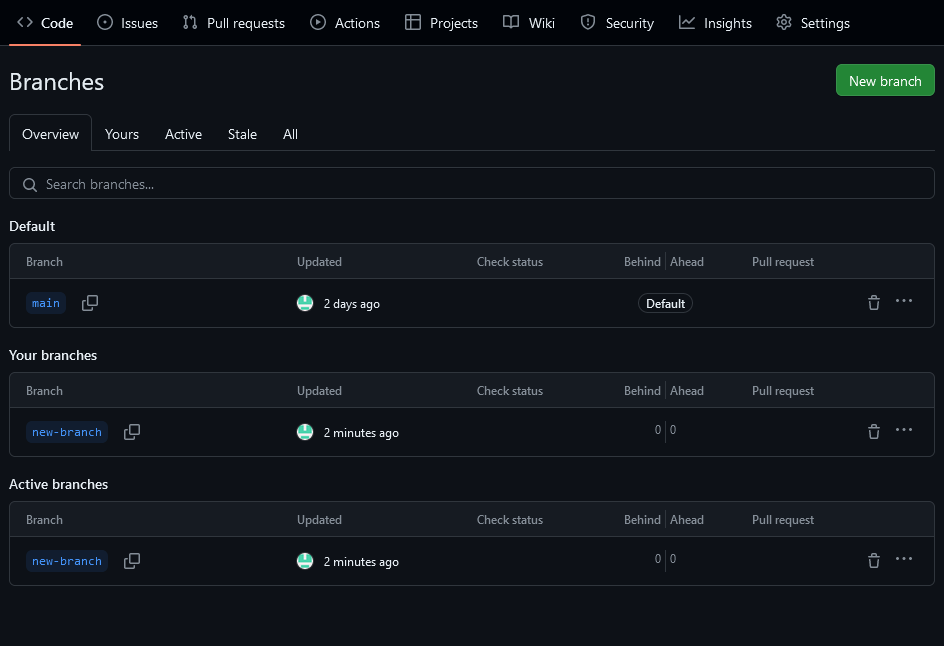 Code Issues Pull requests Actions Projects Wiki Security Insights Settings
Branches New branch
Overview Yours Active Stale All
Search branches...
Default
Branch Updated Check status Behind Ahead Pull request
main 2 days ago Default
Your branches
Branch Updated Check status Behind Ahead Pull request
new-branch 2 minutes ago 0 0
Active branches
Branch Updated Check status Behind Ahead Pull request
new-branch 2 minutes ago 0 0